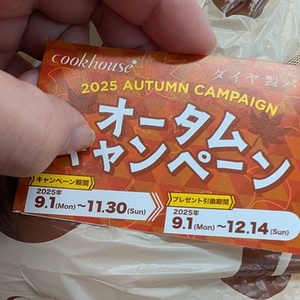 cookhouse
ダイヤ製パ
2025 AUTUMN CAMPAIGN
オータム
キャンペーン
キャンペーン期間
2025年
9.1(Mon)〜11.30(Sun)
プレゼント引換期間
2025年
9.1(Mon)〜12.14(Sun)